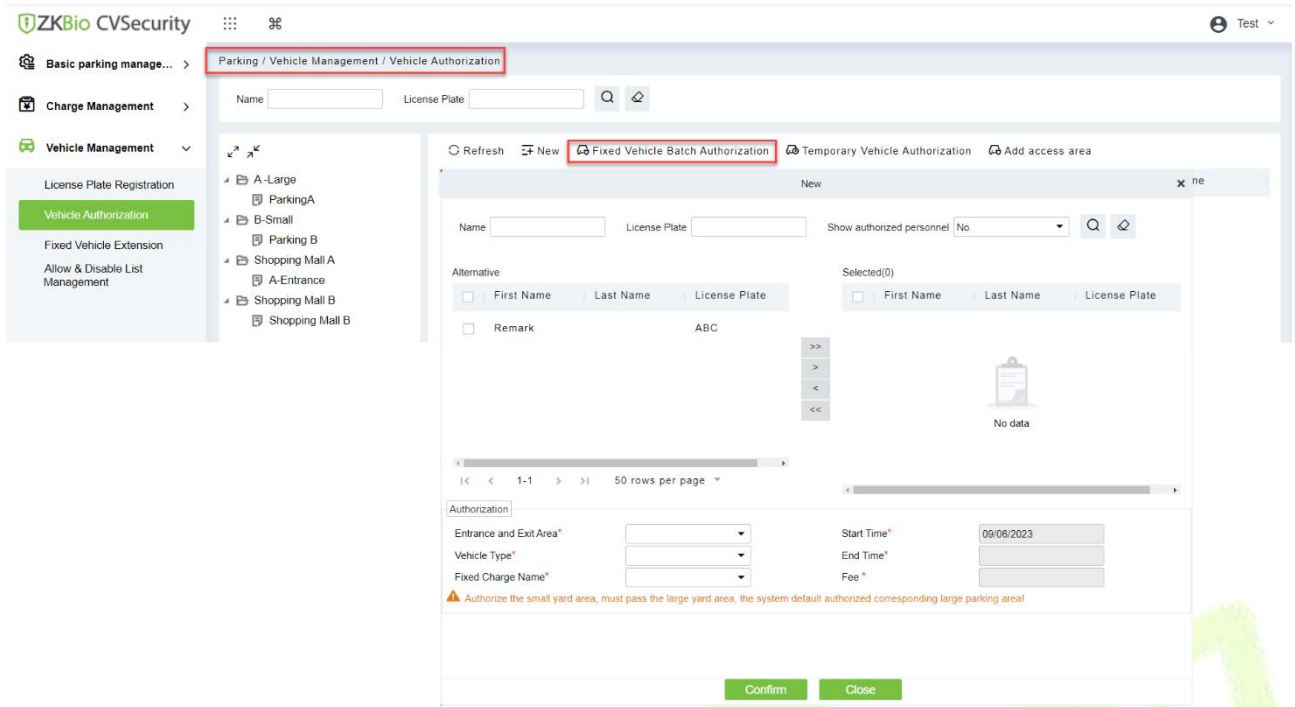 ZKBio CVSecurity
Test
Basic parking manage...
Charge Management
Vehicle Management
License Plate Registration
Vehicle Authorization
Fixed Vehicle Extension
Allow & Disable List
Management
Parking / Vehicle Management / Vehicle Authorization
Name
License Plate
A-Large
ParkingA
B-Small
Parking B
Shopping Mall A
A-Entrance
Shopping Mall B
Shopping Mall B
Refresh New Fixed Vehicle Batch Authorization Temporary Vehicle Authorization Add access area
New
me
Name License Plate Show authorized personnel No
Alternative
First Name Last Name License Plate
Remark ABC
>>
>
<
<<
Selected(0)
First Name Last Name License Plate
No data
|< < 1-1 > >| 50 rows per page
Authorization
Entrance and Exit Area* Start Time* 09/06/2023
Vehicle Type* End Time*
Fixed Charge Name* Fee *
Authorize the small yard area, must pass the large yard area, the system default authorized corresponding large parking area!
Confirm Close